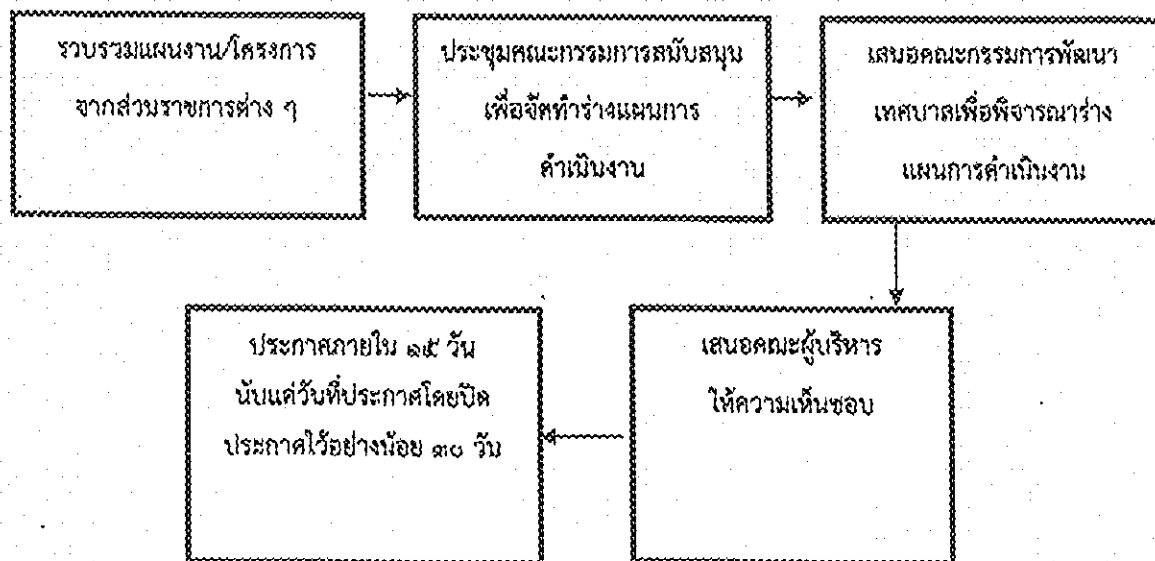 รวบรวมแผนงาน/โครงการ
จากส่วนราชการต่าง ๆ
ประชุมคณะกรรมการสนับสนุน
เพื่อจัดทำร่างแผนการ
ดำเนินงาน
เสนอคณะกรรมการพัฒนา
เทศบาลเพื่อพิจารณาร่าง
แผนการดำเนินงาน
เสนอคณะผู้บริหาร
ให้ความเห็นชอบ
ประกาศภายใน ๑๕ วัน
นับแต่วันที่ประกาศโดยปิด
ประกาศไว้อย่างน้อย ๓๐ วัน